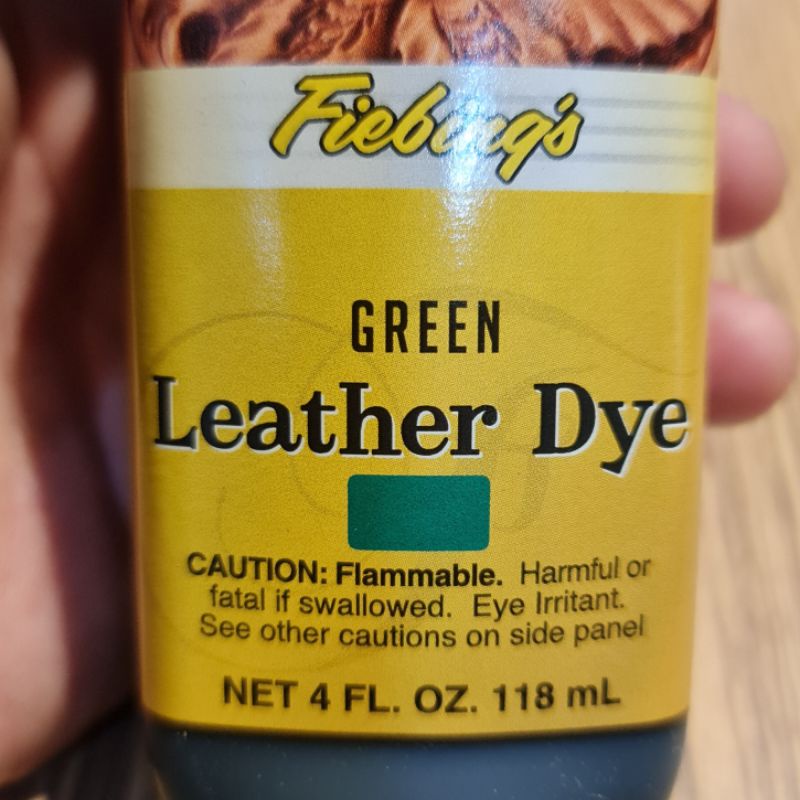 Fiebing's
GREEN
Leather Dye
CAUTION: Flammable. Harmful or
fatal if swallowed. Eye Irritant.
See other cautions on side panel
NET 4 FL. OZ. 118 mL